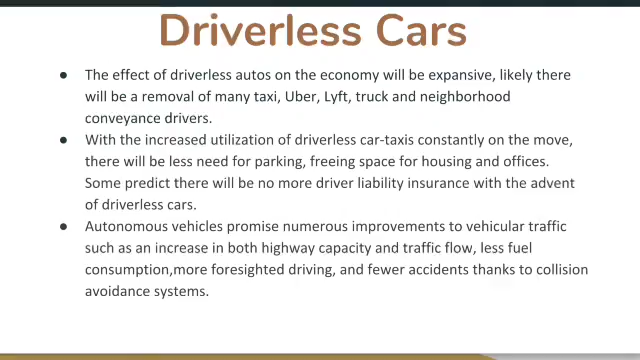 Driverless Cars
● The effect of driverless autos on the economy will be expansive, likely there
will be a removal of many taxi, Uber, Lyft, truck and neighborhood
conveyance drivers.
● With the increased utilization of driverless car-taxis constantly on the move,
there will be less need for parking, freeing space for housing and offices.
Some predict there will be no more driver liability insurance with the advent
of driverless cars.
● Autonomous vehicles promise numerous improvements to vehicular traffic
such as an increase in both highway capacity and traffic flow, less fuel
consumption,more foresighted driving, and fewer accidents thanks to collision
avoidance systems.